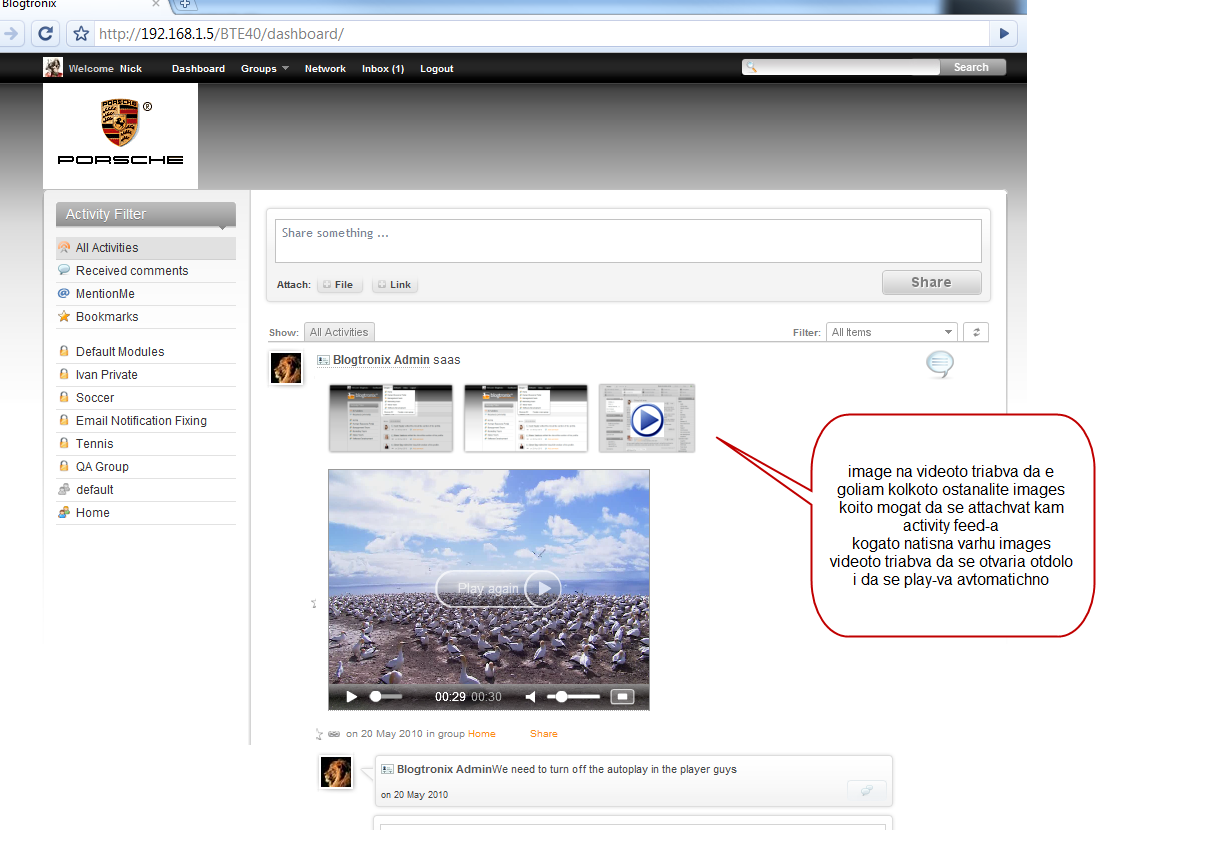 Blogtronix
http://192.168.1.5/BTE40/dashboard/
Welcome Nick Dashboard Groups Network Inbox (1) Logout Search
PORSCHE
Activity Filter
All Activities
Received comments
MentionMe
Bookmarks
Default Modules
Ivan Private
Soccer
Email Notification Fixing
Tennis
QA Group
default
Home
Share something ...
Attach: File Link Share
Show: All Activities Filter: All Items
Blogtronix Admin saas
blogtronix
image na videoto triabva da e
goliam kolkoto ostanalite images
koito mogat da se attachvat kam
activity feed-a
kogato natisna varhu images
videoto triabva da se otvaria otdolo
i da se play-va avtomatichno
Play again
00:29 00:30
on 20 May 2010 in group Home Share
Blogtronix AdminWe need to turn off the autoplay in the player guys
on 20 May 2010